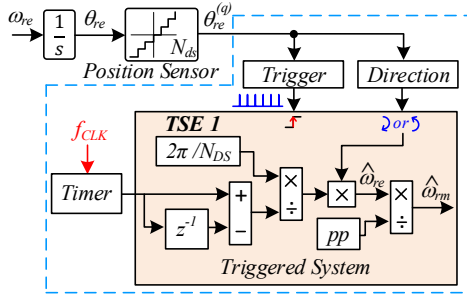 ω_re
1/s
θ_re
N_ds
θ_re^(q)
Position Sensor
Trigger
Direction
TSE 1
or
f_CLK
2π /N_DS
Timer
+
−
z^-1
×
÷
×
ω̂_re
pp
×
÷
ω̂_rm
Triggered System